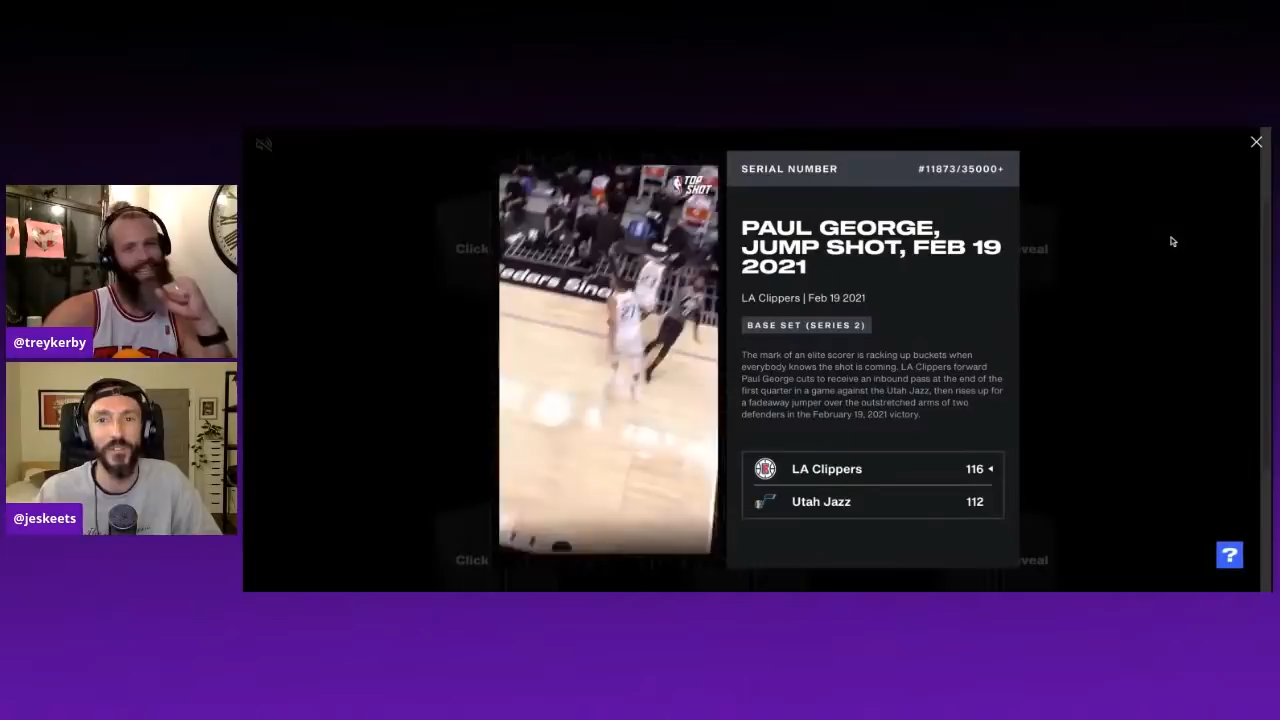 @treykerby
@jeskeets
TOP
SHOT
Click
eveal
Click
eveal
SERIAL NUMBER #11873/35000+
PAUL GEORGE,
JUMP SHOT, FEB 19
2021
LA Clippers | Feb 19 2021
BASE SET (SERIES 2)
The mark of an elite scorer is racking up buckets when
everybody knows the shot is coming. LA Clippers forward
Paul George cuts to receive an inbound pass at the end of the
first quarter in a game against the Utah Jazz, then rises up for
a fadeaway jumper over the outstretched arms of two
defenders in the February 19, 2021 victory.
LA Clippers 116
Utah Jazz 112
?